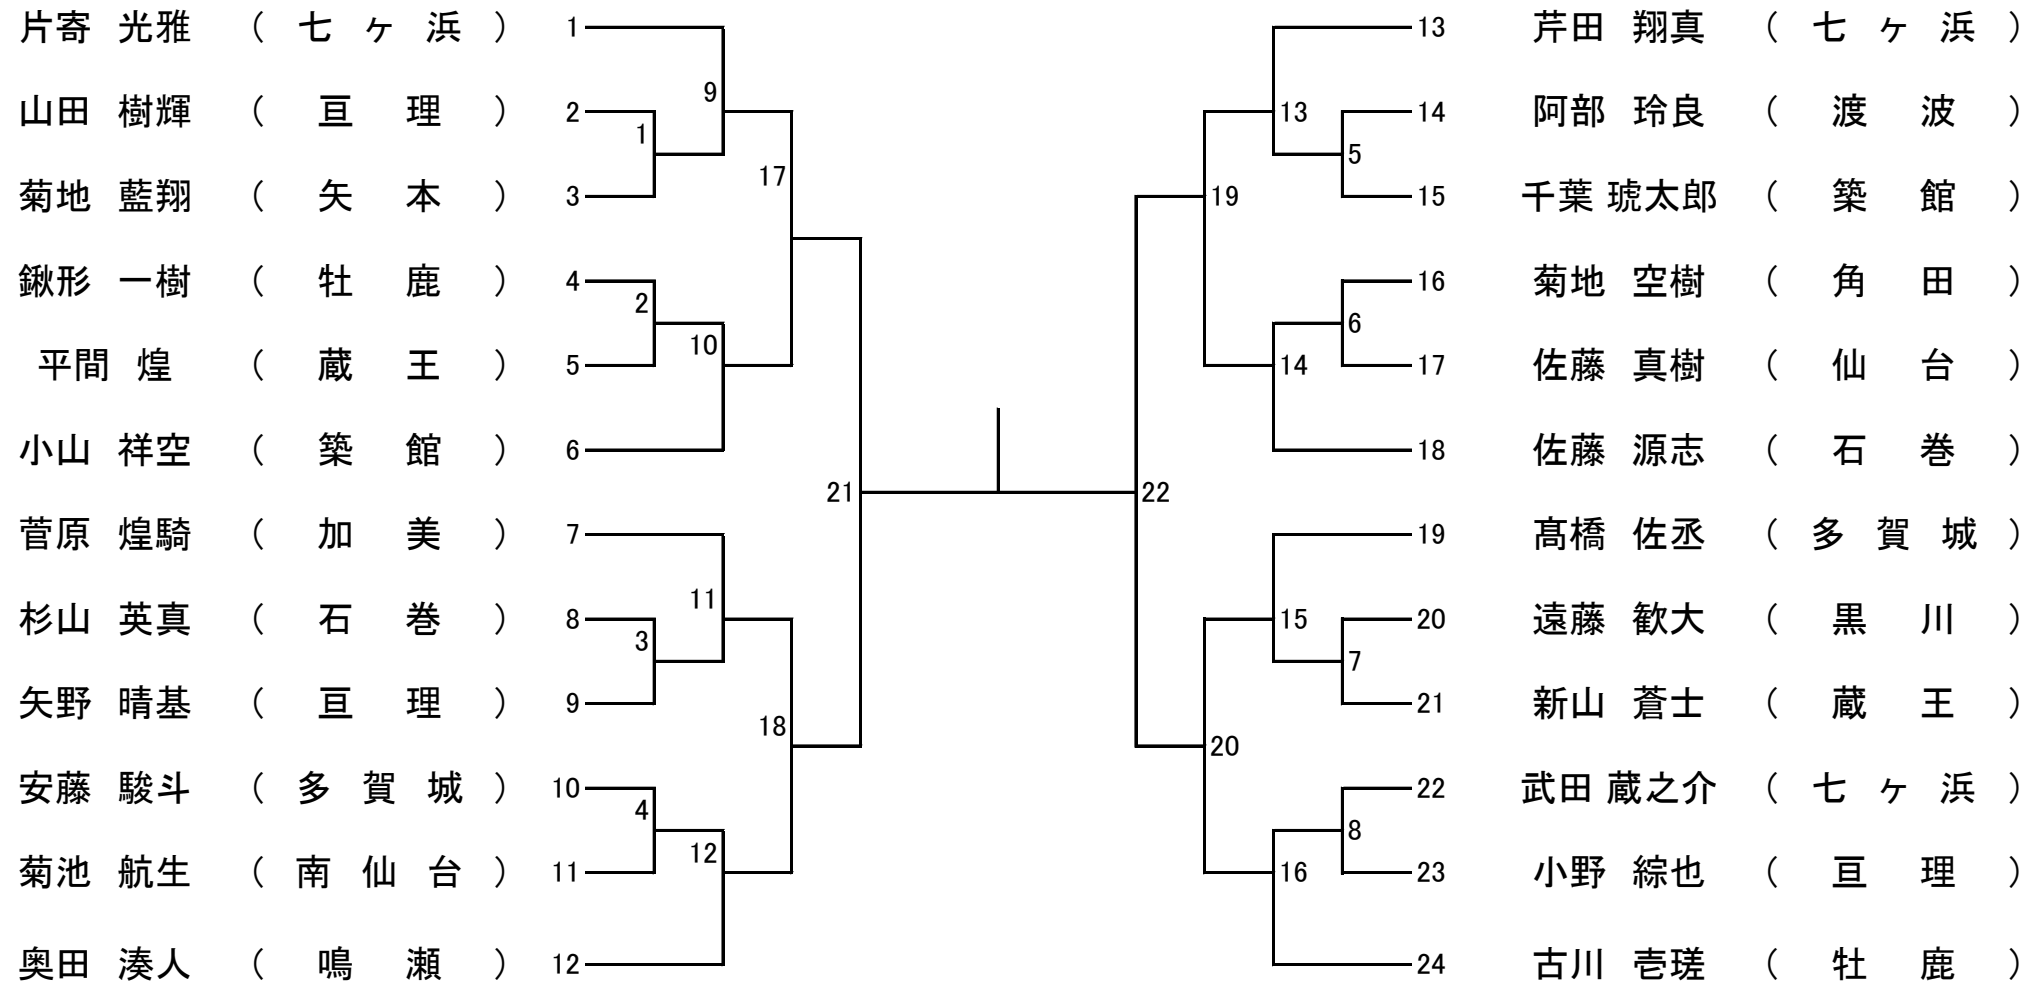 片寄 光雅 （ 七 ヶ 浜 ） 1 13 芹田 翔真 （ 七 ヶ 浜 ）
9
山田 樹輝 （ 亘 理 ） 2 13 14 阿部 玲良 （ 渡 波 ）
1 5
17
菊地 藍翔 （ 矢 本 ） 3 19 15 千葉 琥太郎 （ 築 館 ）
鍬形 一樹 （ 牡 鹿 ） 4 16 菊地 空樹 （ 角 田 ）
2 6
10
平間 煌 （ 蔵 王 ） 5 14 17 佐藤 真樹 （ 仙 台 ）
小山 祥空 （ 築 館 ） 6 18 佐藤 源志 （ 石 巻 ）
21 22
菅原 煌騎 （ 加 美 ） 7 19 髙橋 佐丞 （ 多 賀 城 ）
11
杉山 英真 （ 石 巻 ） 8 15 20 遠藤 歓大 （ 黒 川 ）
3 7
矢野 晴基 （ 亘 理 ） 9 21 新山 蒼士 （ 蔵 王 ）
18 20
安藤 駿斗 （ 多 賀 城 ） 10 22 武田 蔵之介 （ 七 ヶ 浜 ）
4 8
12
菊池 航生 （ 南 仙 台 ） 11 16 23 小野 綜也 （ 亘 理 ）
奥田 湊人 （ 鳴 瀬 ） 12 24 古川 壱瑳 （ 牡 鹿 ）